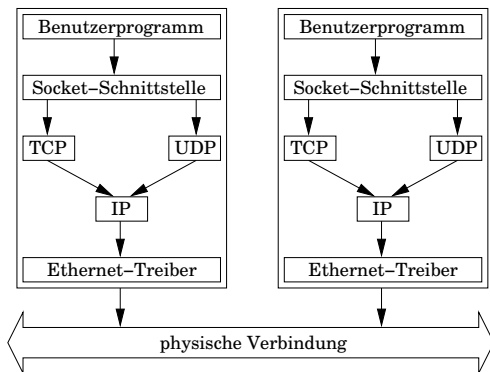 Benutzerprogramm
Socket–Schnittstelle
TCP
UDP
IP
Ethernet–Treiber
Benutzerprogramm
Socket–Schnittstelle
TCP
UDP
IP
Ethernet–Treiber
physische Verbindung